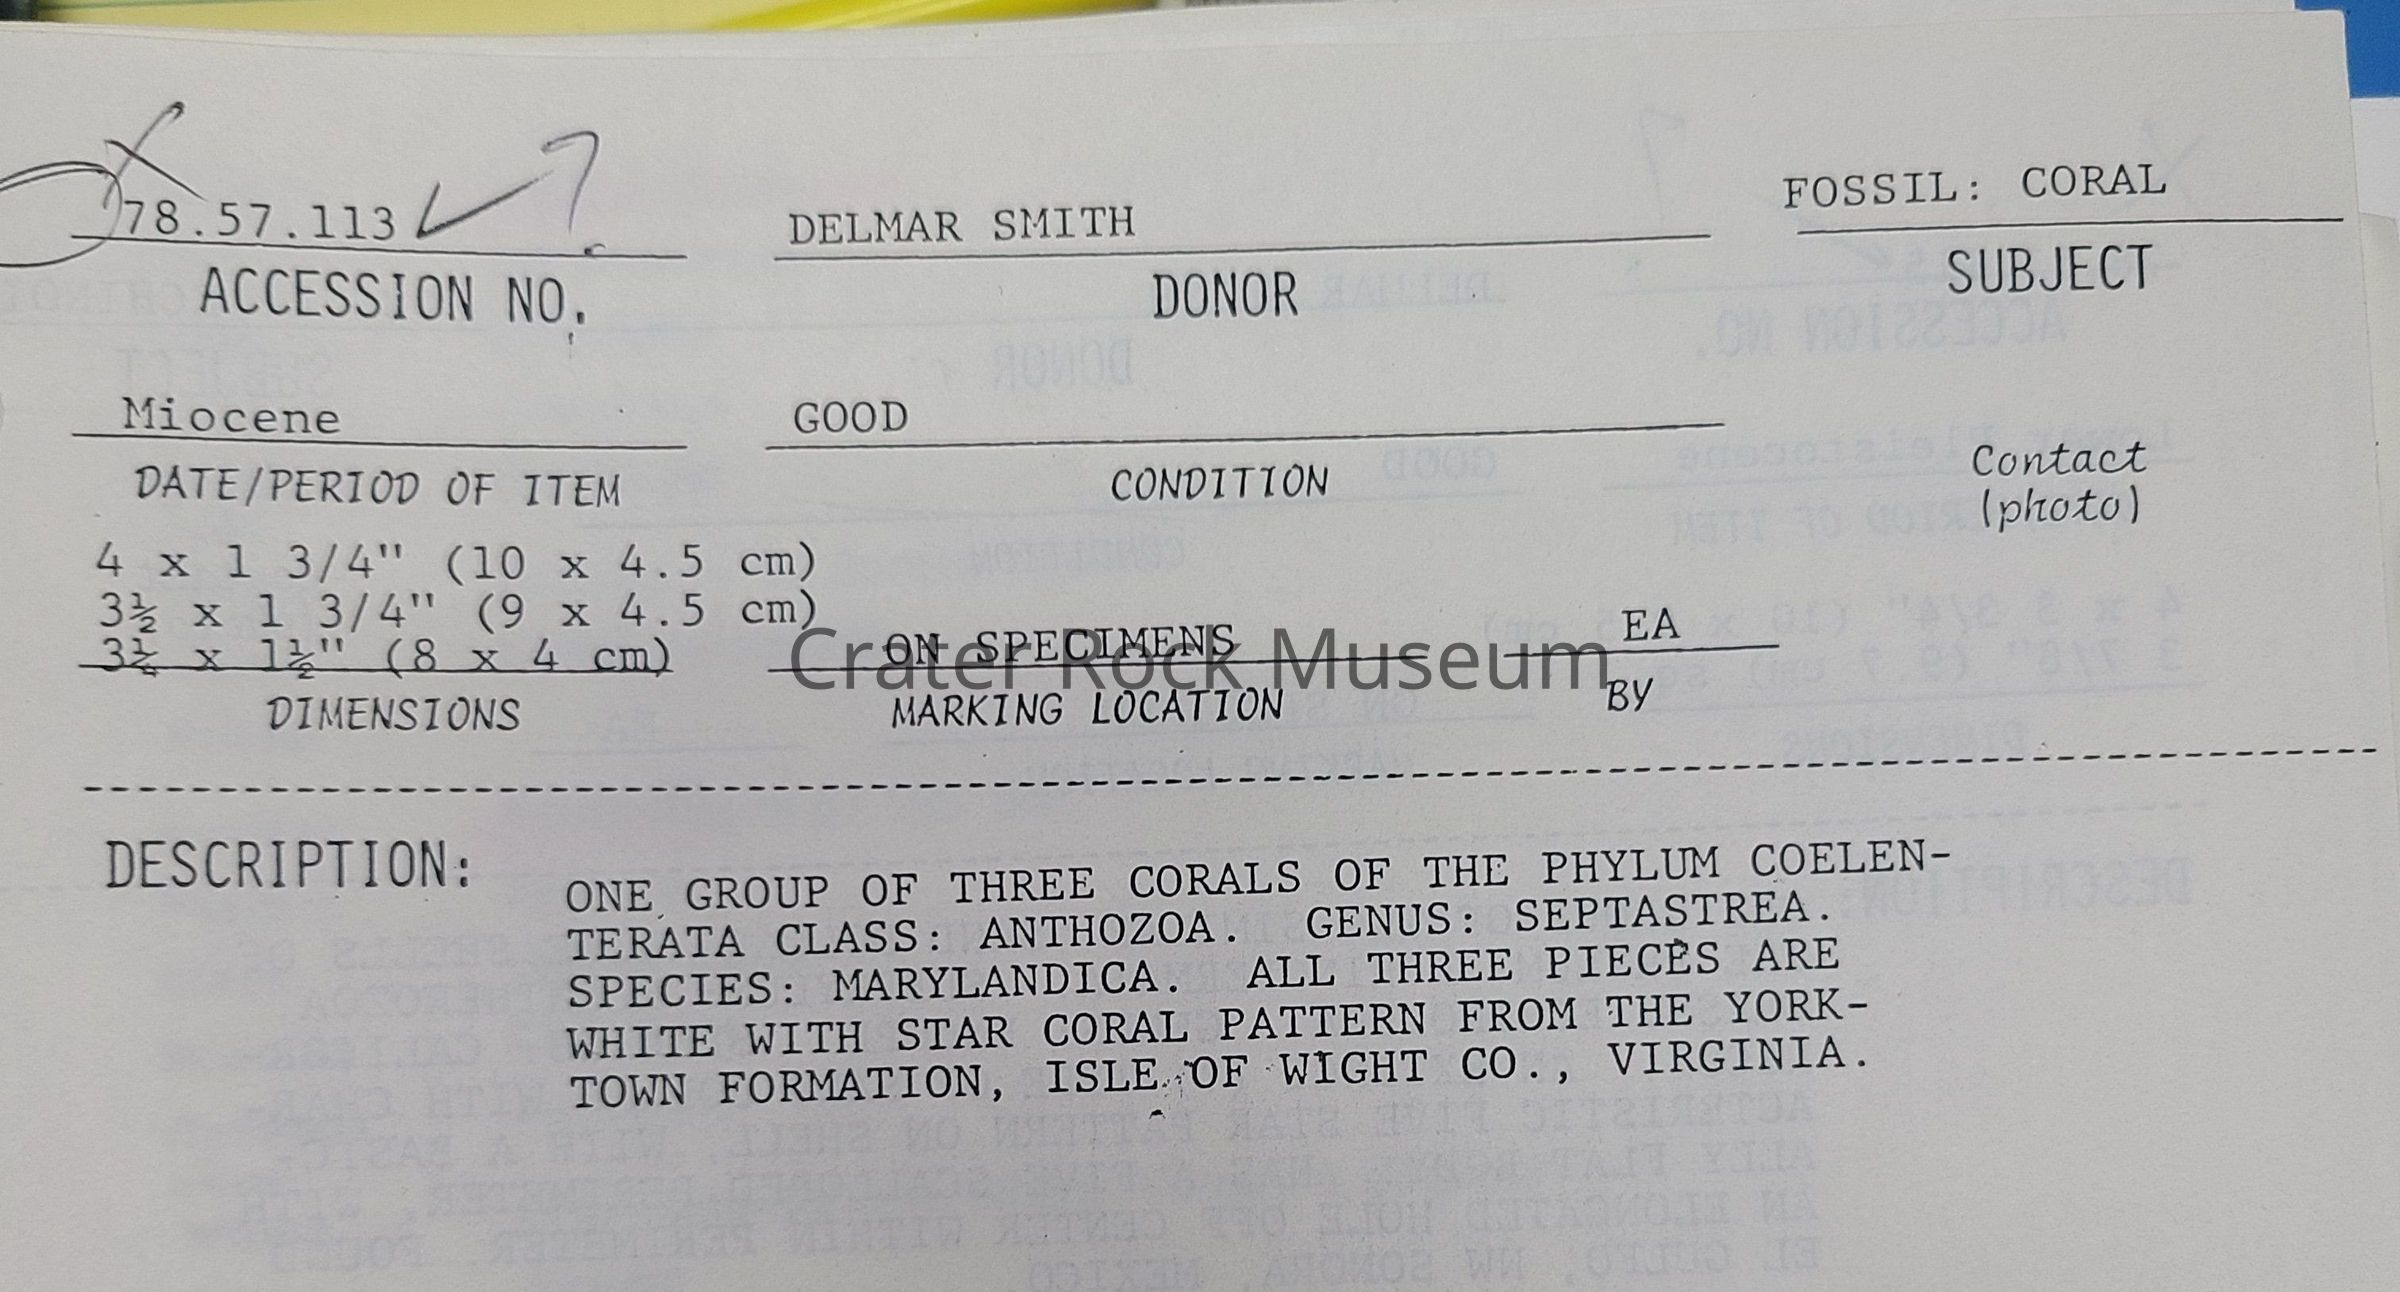 78.57.113 ✓ ?
ACCESSION NO.
DELMAR SMITH
DONOR
FOSSIL: CORAL
SUBJECT
Miocene
DATE/PERIOD OF ITEM
GOOD
CONDITION
Contact
(photo)
4 x 1 3/4" (10 x 4.5 cm)
3½ x 1 3/4" (9 x 4.5 cm)
3¼ x 1½" (8 x 4 cm)
DIMENSIONS
ON SPECIMENS
MARKING LOCATION
EA
BY
Crater Rock Museum
DESCRIPTION:
ONE GROUP OF THREE CORALS OF THE PHYLUM COELEN-
TERATA CLASS: ANTHOZOA. GENUS: SEPTASTREA.
SPECIES: MARYLANDICA. ALL THREE PIECES ARE
WHITE WITH STAR CORAL PATTERN FROM THE YORK-
TOWN FORMATION, ISLE OF WIGHT CO., VIRGINIA.